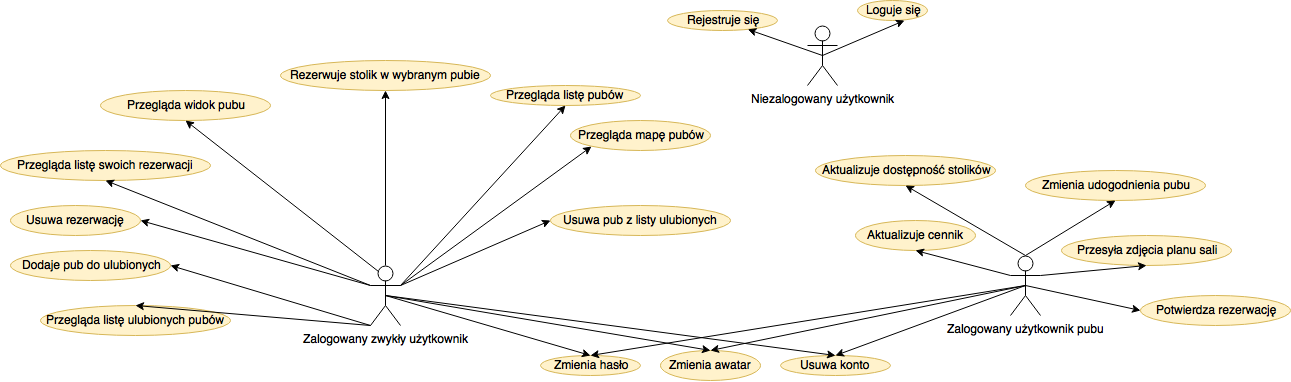 Rejestruje się
Loguje się
Niezalogowany użytkownik
Rezerwuje stolik w wybranym pubie
Przegląda widok pubu
Przegląda listę pubów
Przegląda mapę pubów
Przegląda listę swoich rezerwacji
Usuwa rezerwację
Usuwa pub z listy ulubionych
Dodaje pub do ulubionych
Przegląda listę ulubionych pubów
Zalogowany zwykły użytkownik
Aktualizuje dostępność stolików
Zmienia udogodnienia pubu
Aktualizuje cennik
Przesyła zdjęcia planu sali
Potwierdza rezerwację
Zalogowany użytkownik pubu
Zmienia hasło
Zmienia awatar
Usuwa konto